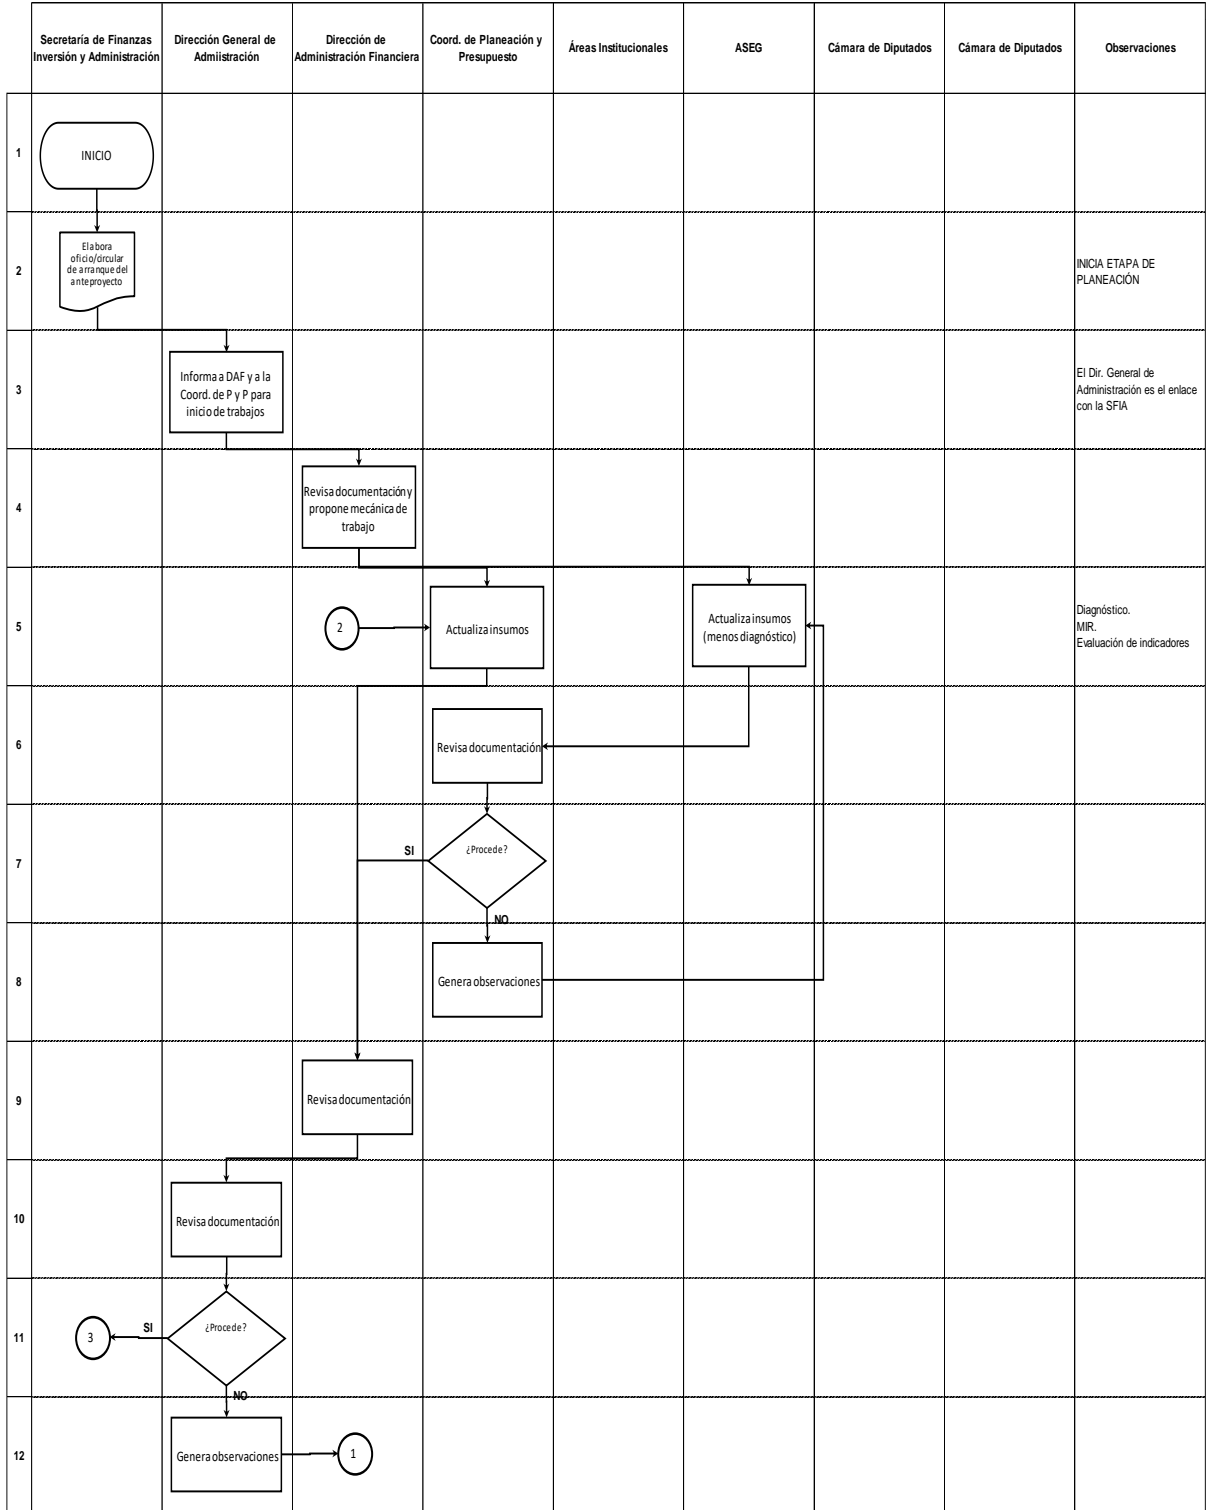 Secretaría de Finanzas
Inversión y Administración
Dirección General de
Admiistración
Dirección de
Administración Financiera
Coord. de Planeación y
Presupuesto
Áreas Institucionales
ASEG
Cámara de Diputados
Cámara de Diputados
Observaciones
1
INICIO
2
Elabora
oficio/circular
de arranque del
anteproyecto
INICIA ETAPA DE
PLANEACIÓN
3
Informa a DAF y a la
Coord. de P y P para
inicio de trabajos
El Dir. General de
Administración es el enlace
con la SFIA
4
Revisa documentación y
propone mecánica de
trabajo
5
2
Actualiza insumos
Actualiza insumos
(menos diagnóstico)
Diagnóstico.
MIR.
Evaluación de indicadores
6
Revisa documentación
7
SI
¿Procede?
NO
8
Genera observaciones
9
Revisa documentación
10
Revisa documentación
11
3
SI
¿Procede?
NO
12
Genera observaciones
1